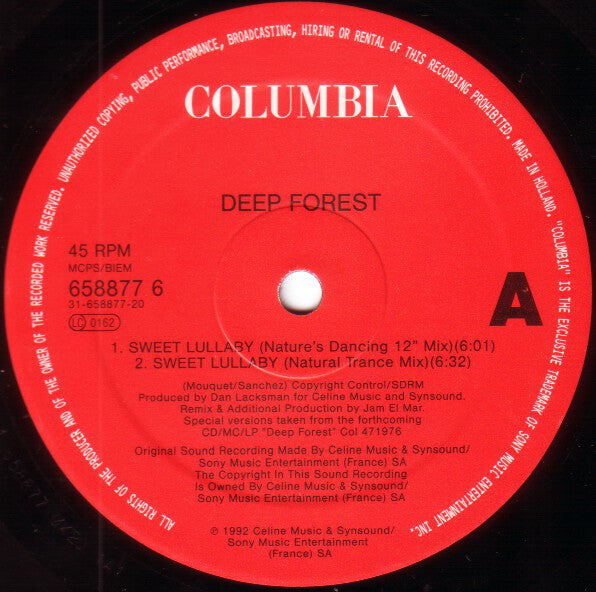 ALL RIGHTS OF THE PRODUCER AND OF THE OWNER OF THE RECORDED WORK RESERVED. UNAUTHORIZED COPYING, PUBLIC PERFORMANCE, BROADCASTING, HIRING OR RENTAL OF THIS RECORDING PROHIBITED. MADE IN HOLLAND. "COLUMBIA" IS THE EXCLUSIVE TRADEMARK OF SONY MUSIC ENTERTAINMENT INC.
COLUMBIA
DEEP FOREST
45 RPM
MCPS/BIEM
658877 6
31-658877-20
LC 0162
A
1. SWEET LULLABY (Nature's Dancing 12" Mix)(6:01)
2. SWEET LULLABY (Natural Trance Mix)(6:32)
(Mouquet/Sanchez) Copyright Control/SDRM
Produced by Dan Lacksman for Celine Music and Synsound.
Remix & Additional Production by Jam El Mar.
Special versions taken from the forthcoming
CD/MC/LP "Deep Forest" Col 471976
Original Sound Recording Made By Celine Music & Synsound/
Sony Music Entertainment (France) SA
The Copyright In This Sound Recording
Is Owned By Celine Music & Synsound/
Sony Music Entertainment (France) SA
℗ 1992 Celine Music & Synsound/
Sony Music Entertainment
(France) SA